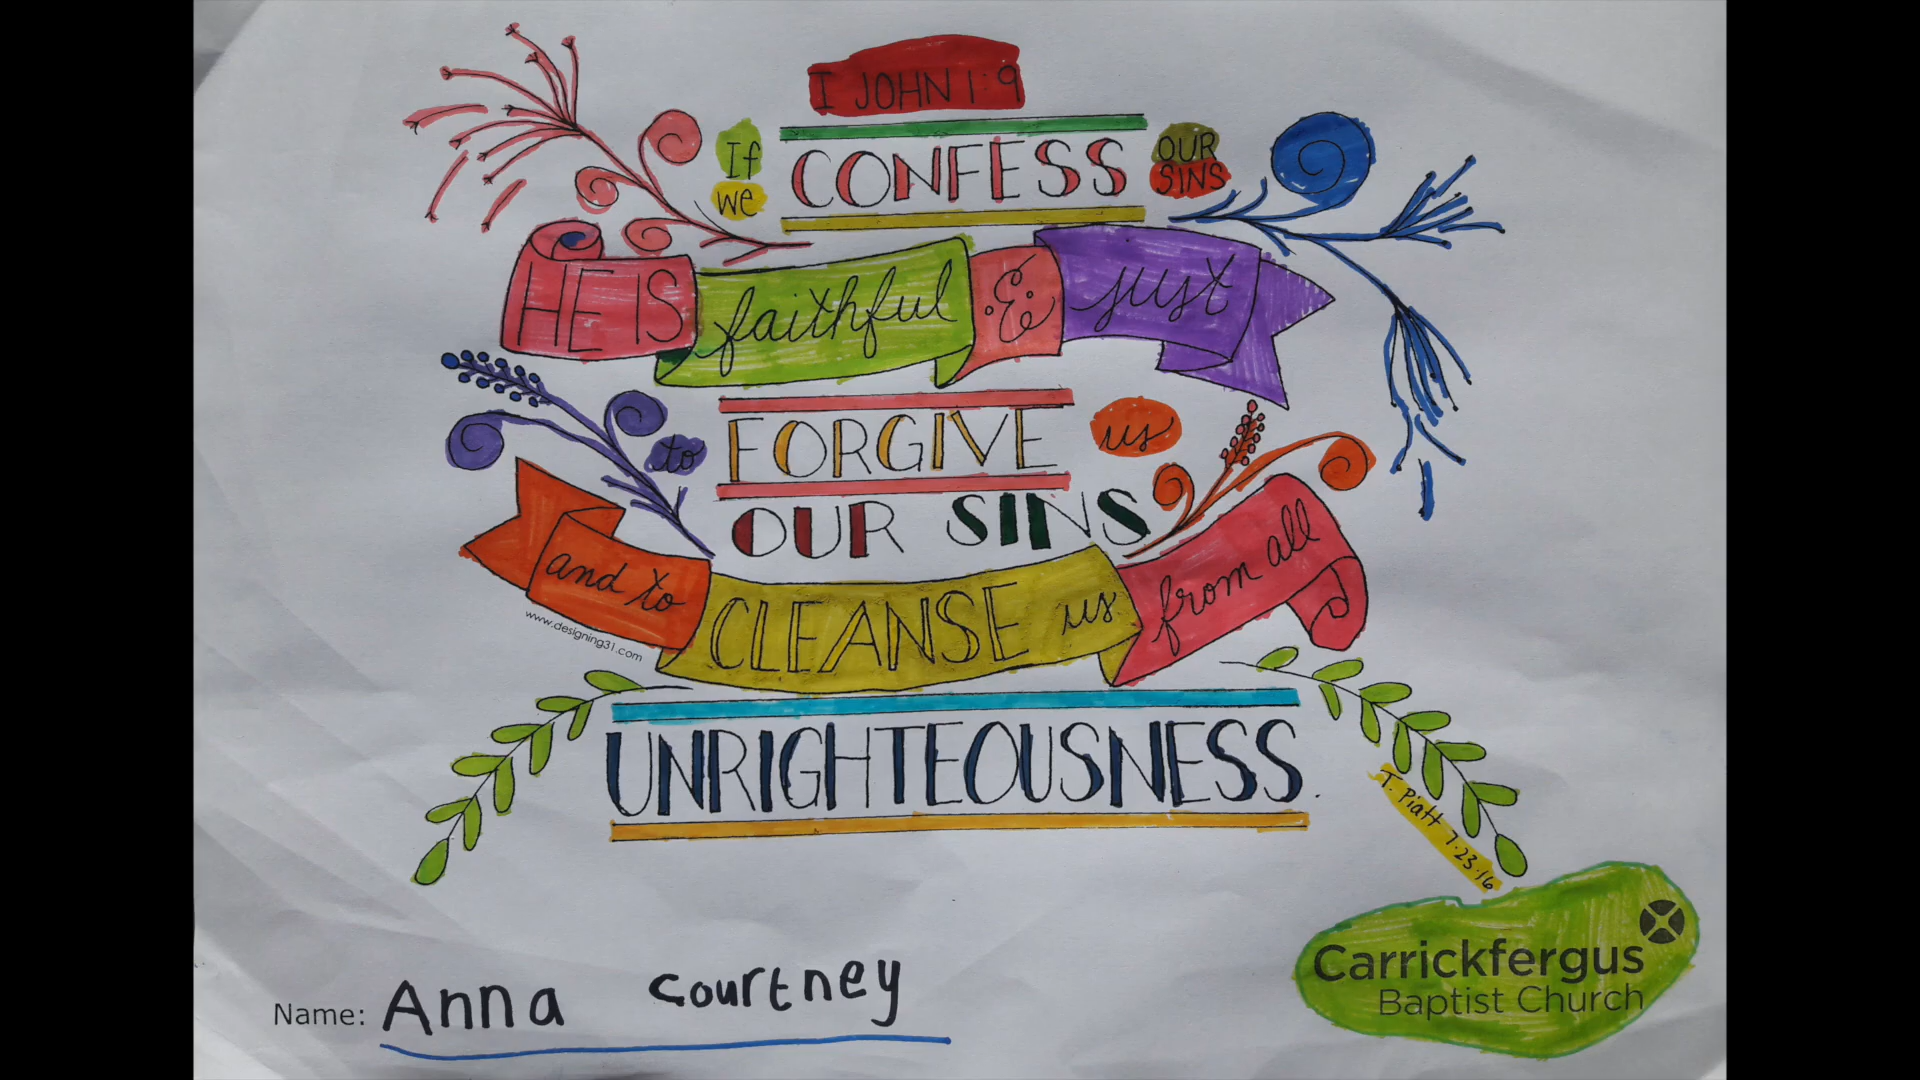 I JOHN 1:9
If we CONFESS OUR SINS
HE IS faithful & just
to FORGIVE us
OUR SINS
and to CLEANSE us from all
www.designing31.com
UNRIGHTEOUSNESS.
T. Piatt 7.23.16
Carrickfergus
Baptist Church
Name: Anna Courtney